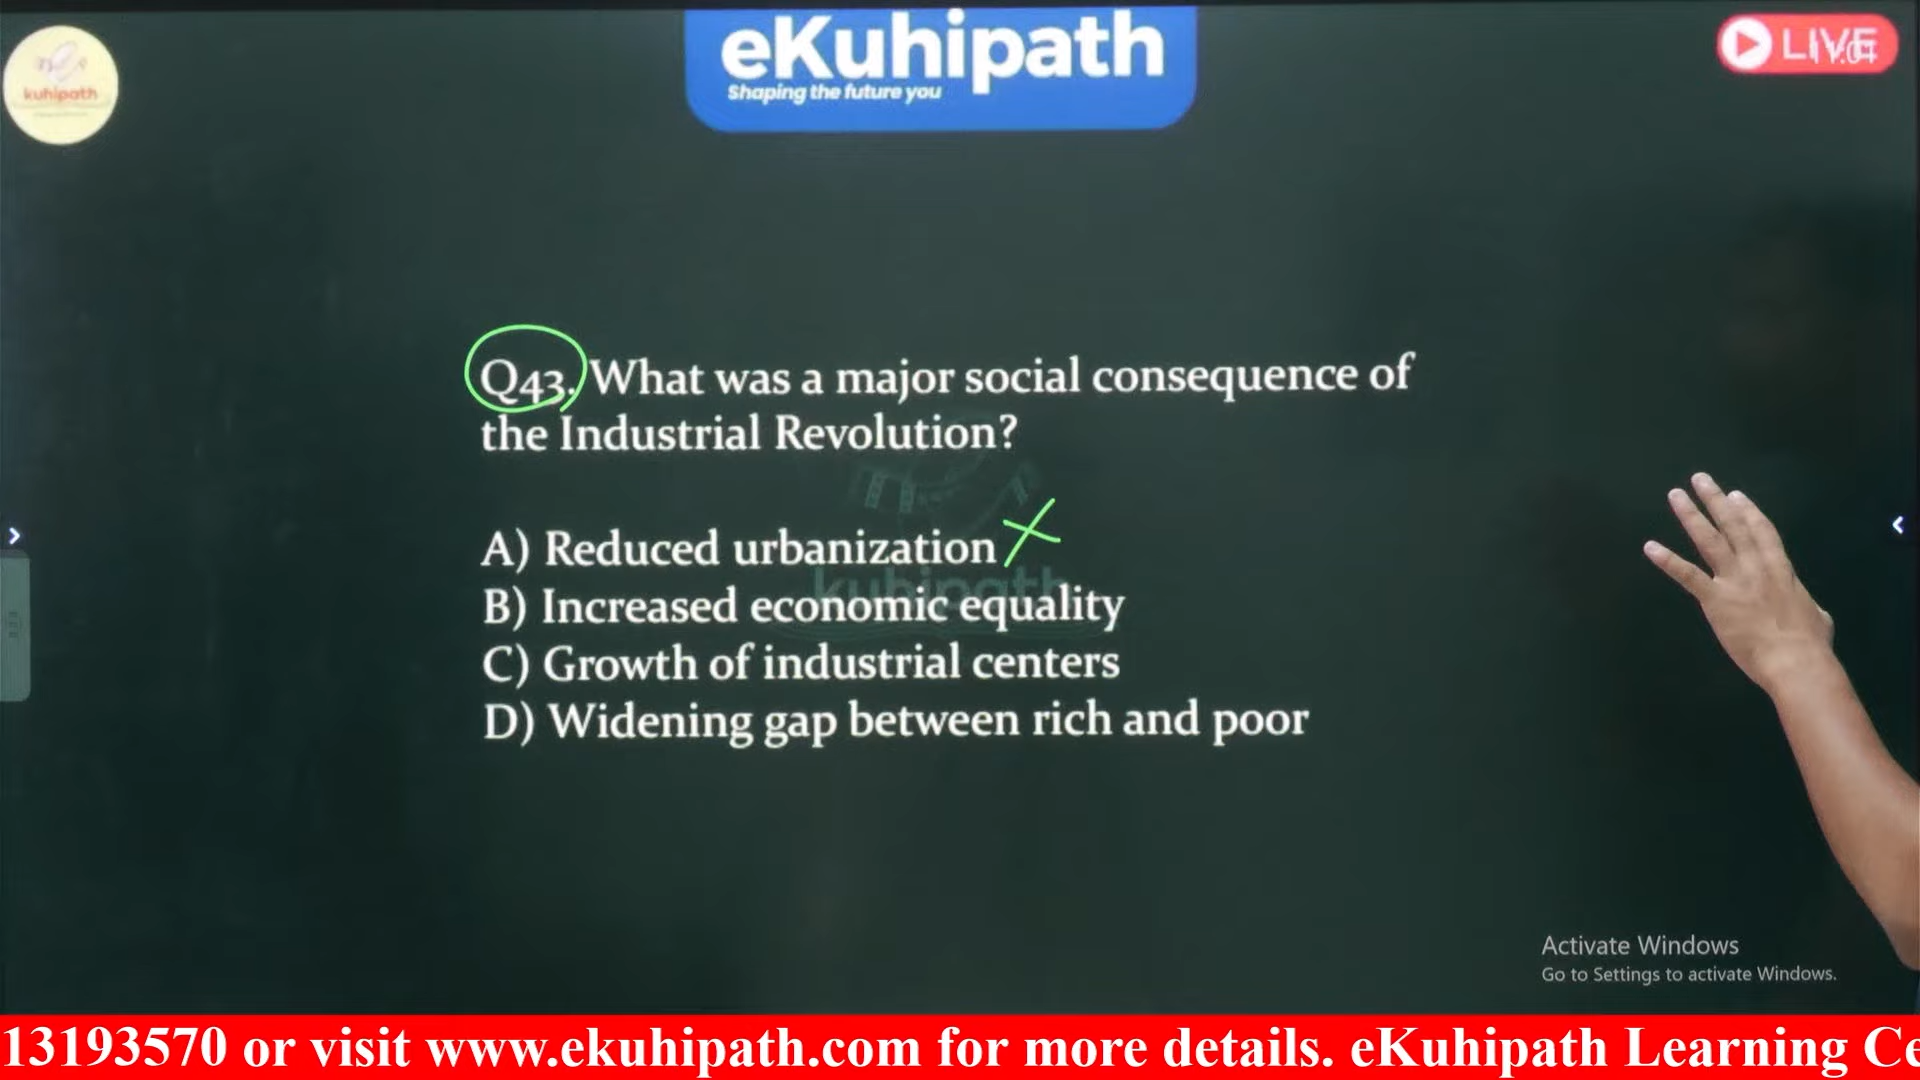 eKuhipath
Shaping the future you
kuhipath
LIVE
Q43. What was a major social consequence of
the Industrial Revolution?
kuhipath
A) Reduced urbanization
B) Increased economic equality
C) Growth of industrial centers
D) Widening gap between rich and poor
Activate Windows
Go to Settings to activate Windows.
13193570 or visit www.ekuhipath.com for more details. eKuhipath Learning Ce